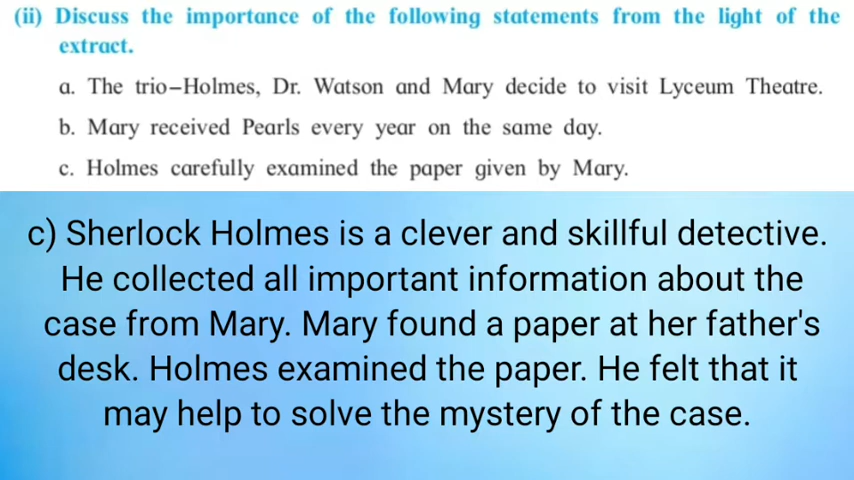 (ii) Discuss the importance of the following statements from the light of the
extract.
a. The trio–Holmes, Dr. Watson and Mary decide to visit Lyceum Theatre.
b. Mary received Pearls every year on the same day.
c. Holmes carefully examined the paper given by Mary.
c) Sherlock Holmes is a clever and skillful detective.
He collected all important information about the
case from Mary. Mary found a paper at her father's
desk. Holmes examined the paper. He felt that it
may help to solve the mystery of the case.